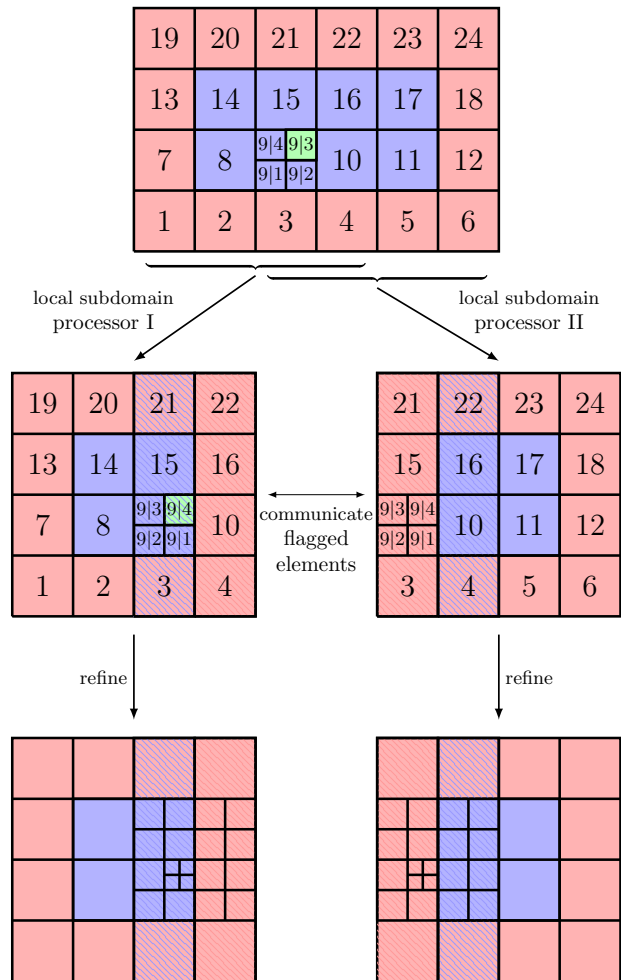 19 20 21 22 23 24
13 14 15 16 17 18
7 8 9|4 9|3 10 11 12
9|1 9|2
1 2 3 4 5 6
local subdomain
processor I
local subdomain
processor II
19 20 21 22
13 14 15 16
7 8 9|3 9|4 10
9|2 9|1
1 2 3 4
communicate
flagged
elements
21 22 23 24
15 16 17 18
9|3 9|4 10 11 12
9|2 9|1
3 4 5 6
refine
refine